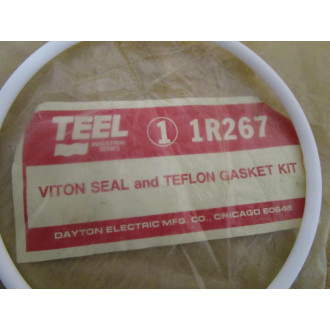 TEEL
INDUSTRIAL
SERIES
1 1R267
VITON SEAL and TEFLON GASKET KIT
DAYTON ELECTRIC MFG. CO., CHICAGO 60648